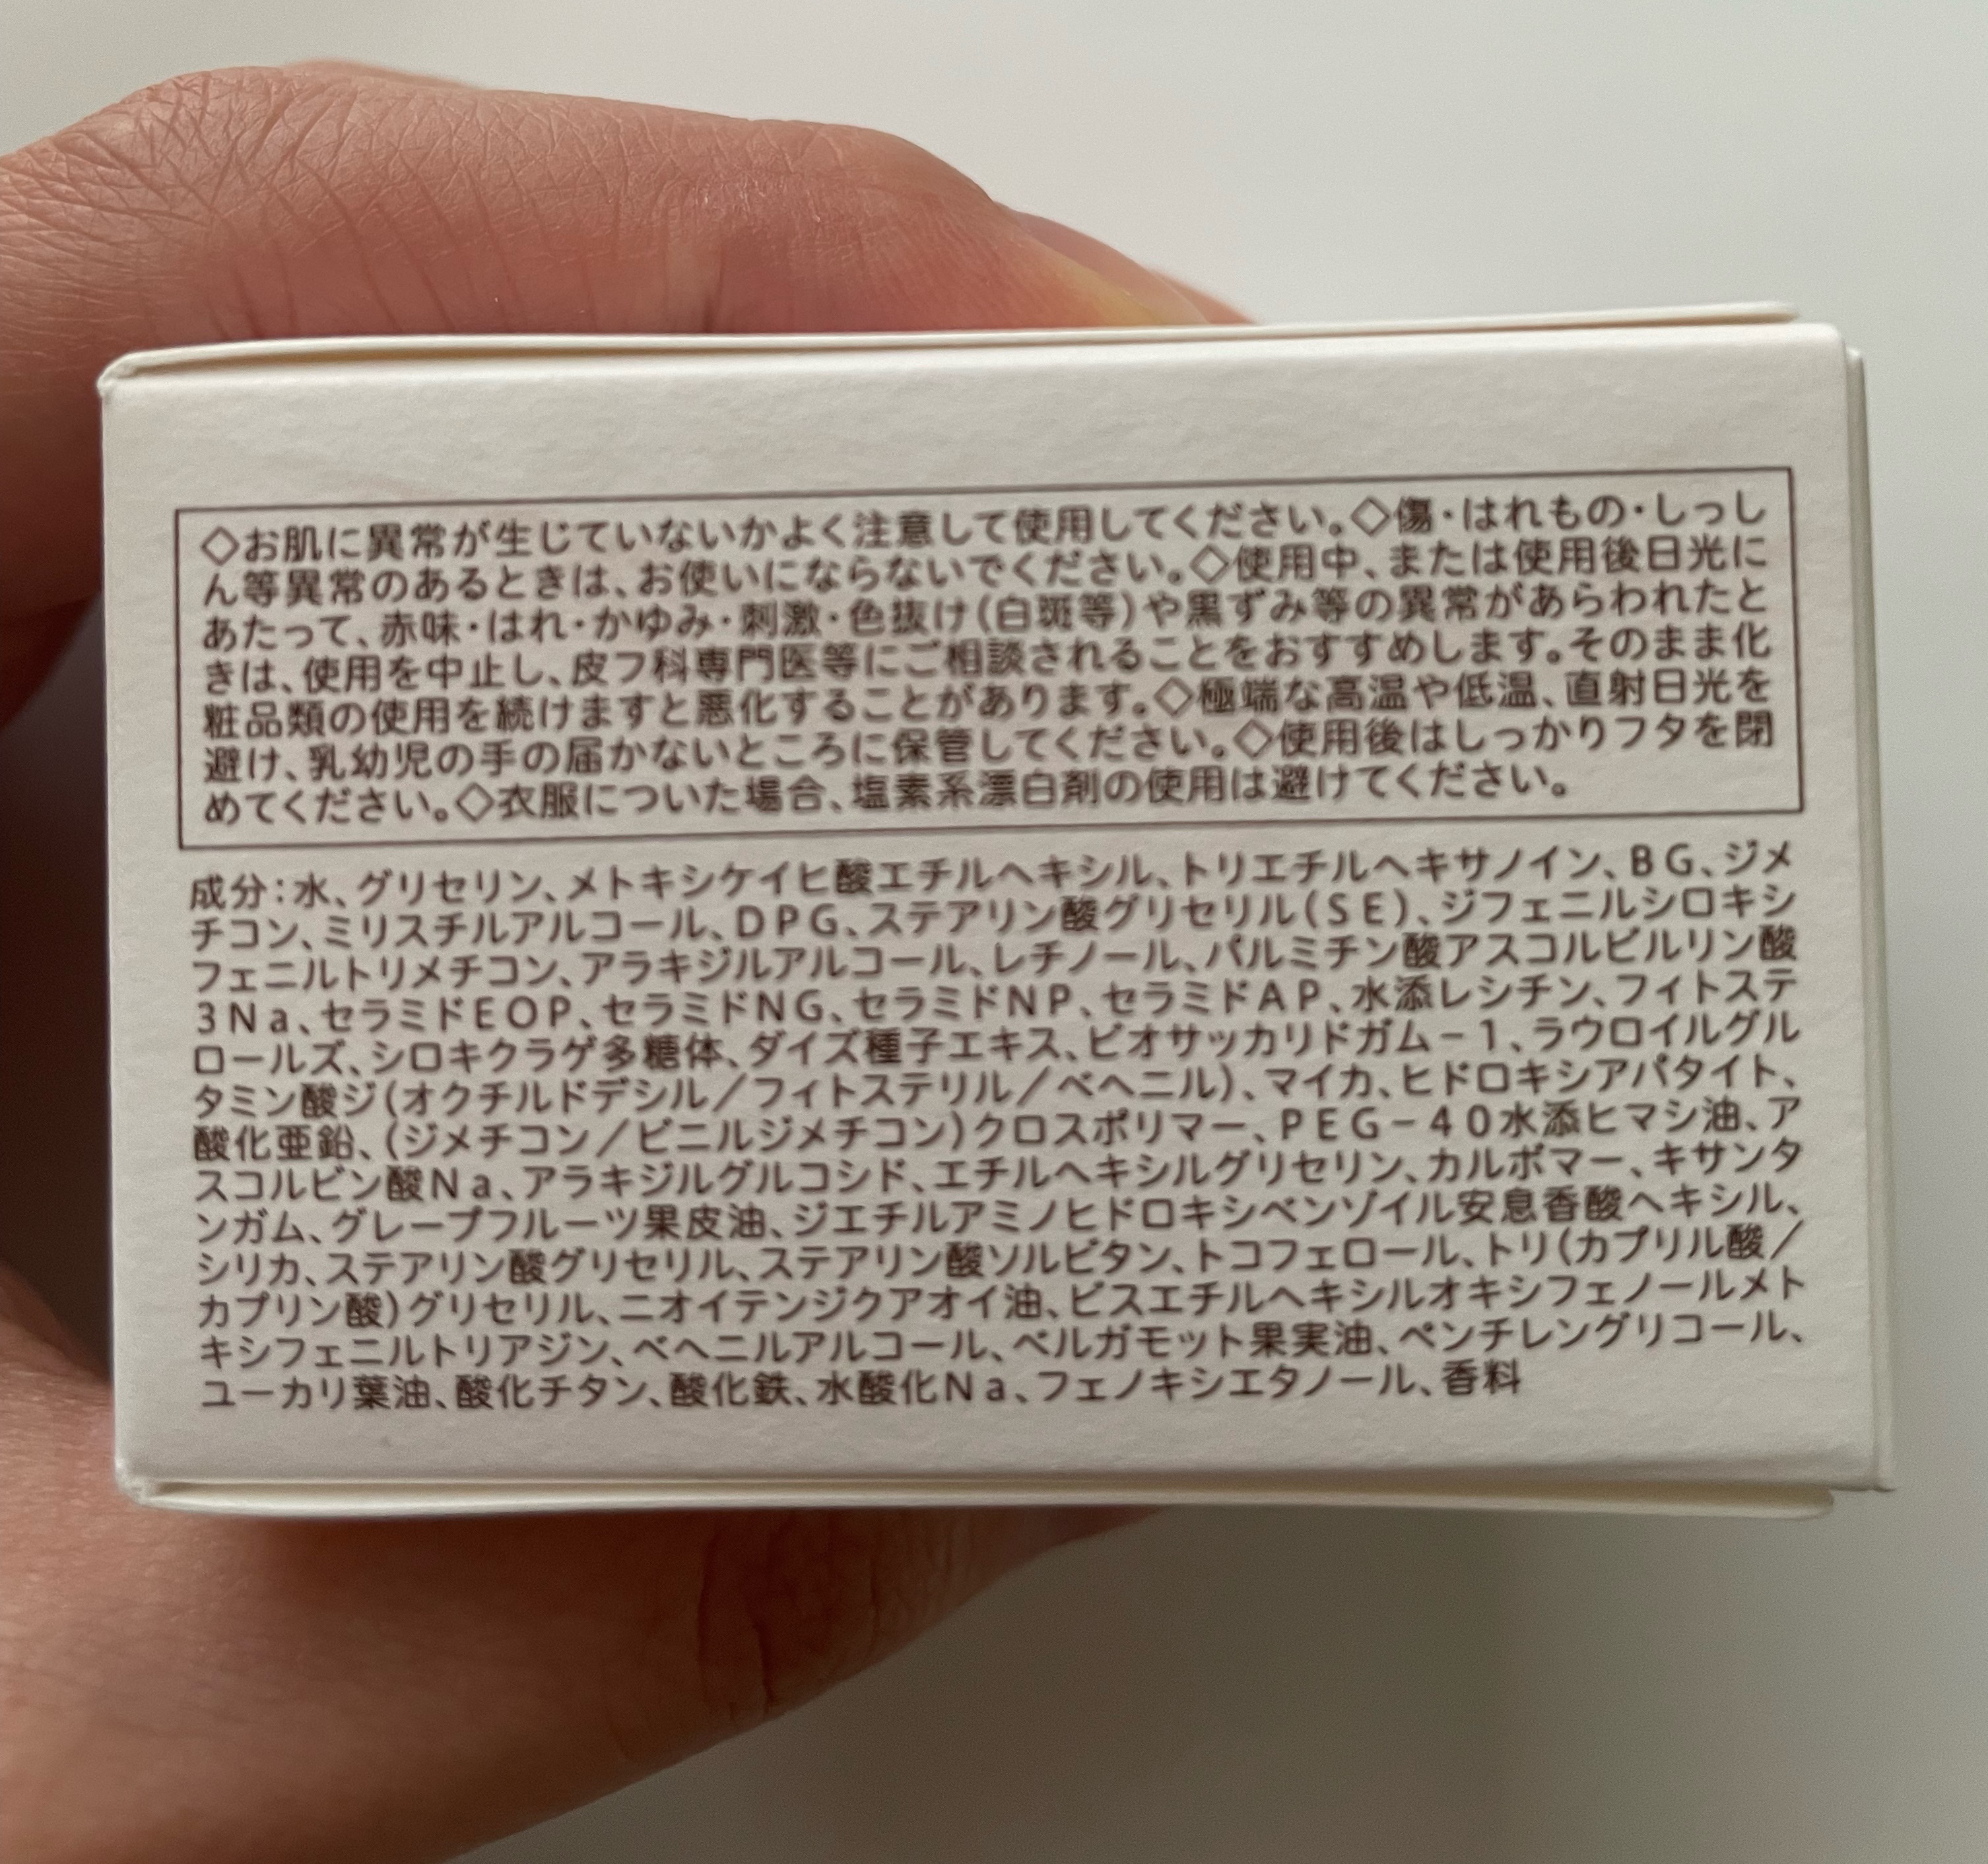 ◇お肌に異常が生じていないかよく注意して使用してください。◇傷・はれもの・しっし
ん等異常のあるときは、お使いにならないでください。◇使用中、または使用後日光に
あたって、赤味・はれ・かゆみ・刺激・色抜け(白斑等)や黒ずみ等の異常があらわれたと
きは、使用を中止し、皮フ科専門医等にご相談されることをおすすめします。そのまま化
粧品類の使用を続けますと悪化することがあります。◇極端な高温や低温、直射日光を
避け、乳幼児の手の届かないところに保管してください。◇使用後はしっかりフタを閉
めてください。◇衣服についた場合、塩素系漂白剤の使用は避けてください。
成分:水、グリセリン、メトキシケイヒ酸エチルヘキシル、トリエチルヘキサノイン、BG、ジメ
チコン、ミリスチルアルコール、DPG、ステアリン酸グリセリル(SE)、ジフェニルシロキシ
フェニルトリメチコン、アラキジルアルコール、レチノール、パルミチン酸アスコルビルリン酸
3Na、セラミドEOP、セラミドNG、セラミドNP、セラミドAP、水添レシチン、フィトステ
ロールズ、シロキクラゲ多糖体、ダイズ種子エキス、ビオサッカリドガム-1、ラウロイルグル
タミン酸ジ(オクチルドデシル/フィトステリル/ベヘニル)、マイカ、ヒドロキシアパタイト、
酸化亜鉛、(ジメチコン/ビニルジメチコン)クロスポリマー、PEG-40水添ヒマシ油、ア
スコルビン酸Na、アラキジルグルコシド、エチルヘキシルグリセリン、カルボマー、キサンタ
ンガム、グレープフルーツ果皮油、ジエチルアミノヒドロキシベンゾイル安息香酸ヘキシル、
シリカ、ステアリン酸グリセリル、ステアリン酸ソルビタン、トコフェロール、トリ(カプリル酸/
カプリン酸)グリセリル、ニオイテンジクアオイ油、ビスエチルヘキシルオキシフェノールメト
キシフェニルトリアジン、ベヘニルアルコール、ベルガモット果実油、ペンチレングリコール、
ユーカリ葉油、酸化チタン、酸化鉄、水酸化Na、フェノキシエタノール、香料